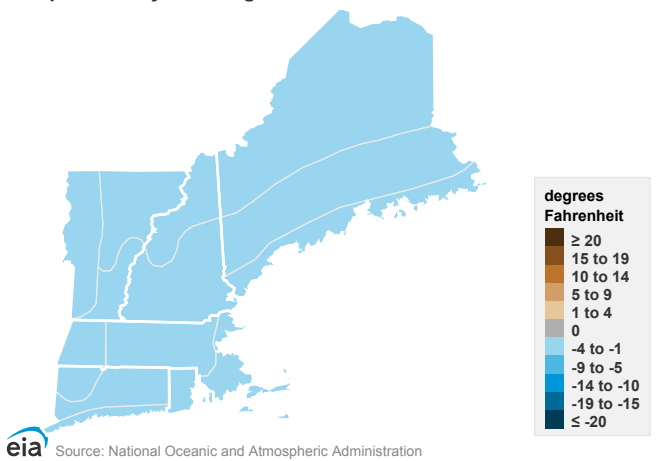 degrees
Fahrenheit
≥ 20
15 to 19
10 to 14
5 to 9
1 to 4
0
-4 to -1
-9 to -5
-14 to -10
-19 to -15
≤ -20
eia Source: National Oceanic and Atmospheric Administration